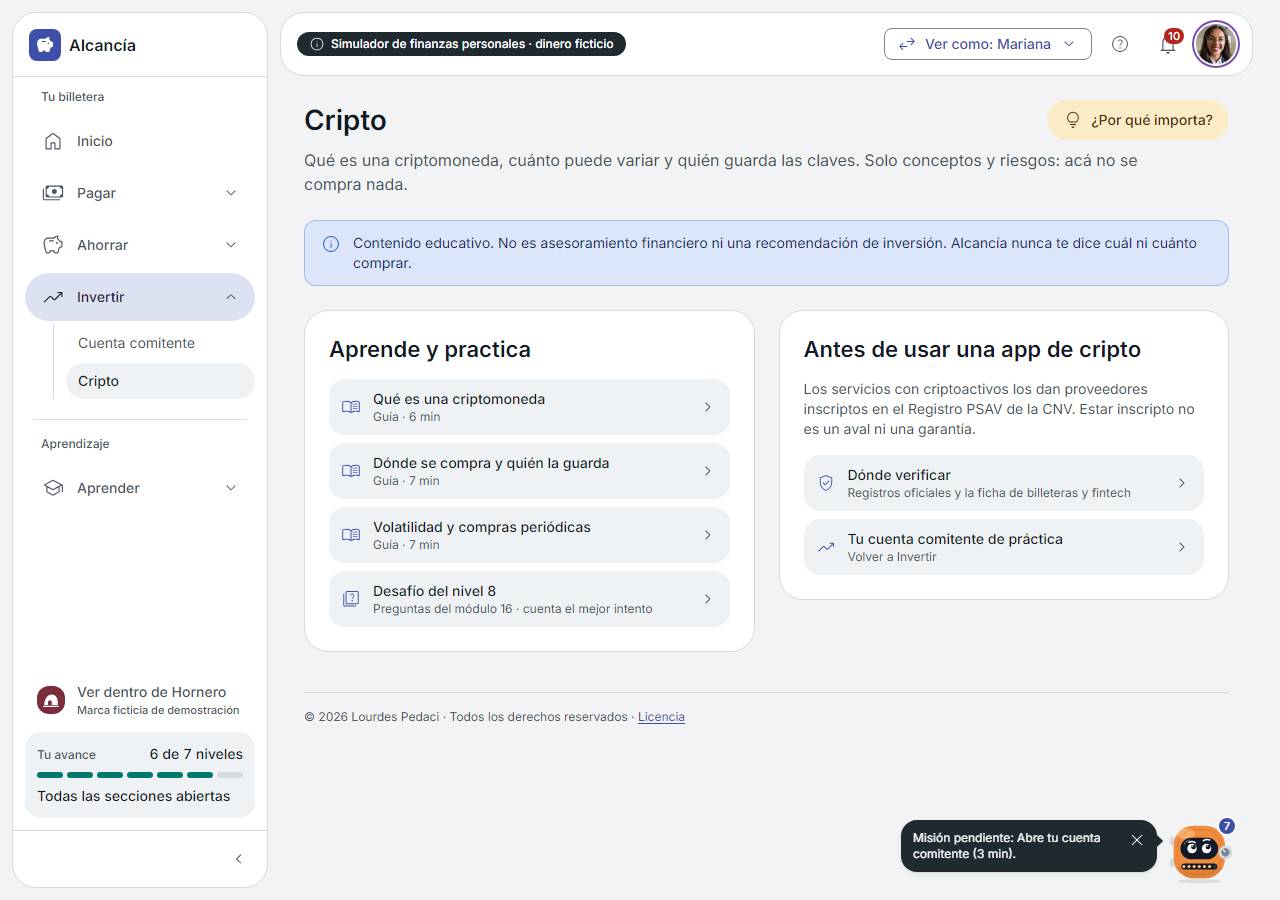 Alcancía
Simulador de finanzas personales · dinero ficticio
Ver como: Mariana
10
Tu billetera
Inicio
Pagar
Ahorrar
Invertir
Cuenta comitente
Cripto
Aprendizaje
Aprender
Ver dentro de Hornero
Marca ficticia de demostración
Tu avance
6 de 7 niveles
Todas las secciones abiertas
Cripto
¿Por qué importa?
Qué es una criptomoneda, cuánto puede variar y quién guarda las claves. Solo conceptos y riesgos: acá no se
compra nada.
Contenido educativo. No es asesoramiento financiero ni una recomendación de inversión. Alcancía nunca te dice cuál ni cuánto
comprar.
Aprende y practica
Qué es una criptomoneda
Guía · 6 min
Dónde se compra y quién la guarda
Guía · 7 min
Volatilidad y compras periódicas
Guía · 7 min
Desafío del nivel 8
Preguntas del módulo 16 · cuenta el mejor intento
Antes de usar una app de cripto
Los servicios con criptoactivos los dan proveedores
inscriptos en el Registro PSAV de la CNV. Estar inscripto no
es un aval ni una garantía.
Dónde verificar
Registros oficiales y la ficha de billeteras y fintech
Tu cuenta comitente de práctica
Volver a Invertir
© 2026 Lourdes Pedaci · Todos los derechos reservados · Licencia
Misión pendiente: Abre tu cuenta
comitente (3 min).
7